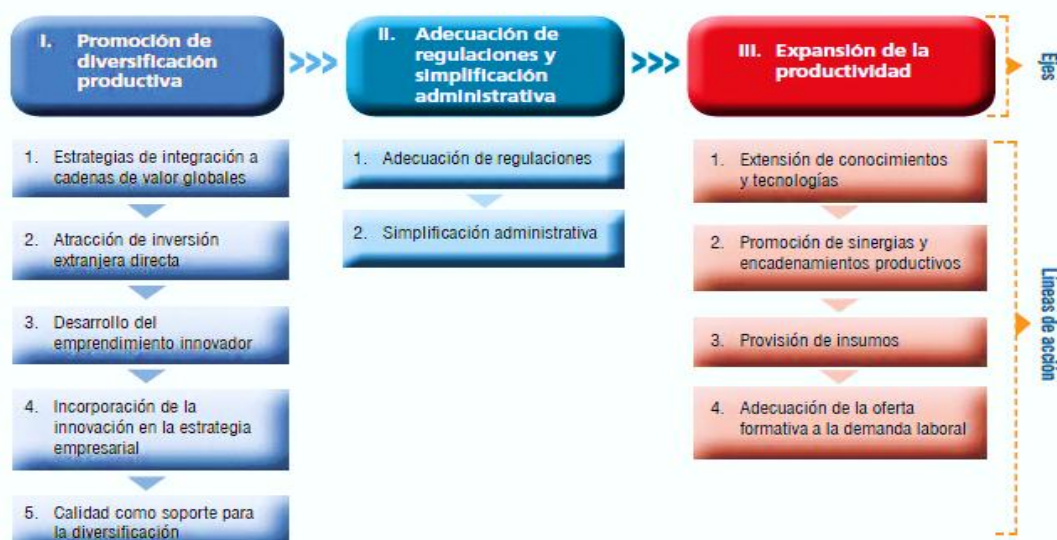 I. Promoción de
diversificación
productiva
II. Adecuación de
regulaciones y
simplificación
administrativa
III. Expansión de la
productividad
Ejes
1. Estrategias de integración a
cadenas de valor globales
2. Atracción de inversión
extranjera directa
3. Desarrollo del
emprendimiento innovador
4. Incorporación de la
innovación en la estrategia
empresarial
5. Calidad como soporte para
la diversificación
1. Adecuación de regulaciones
2. Simplificación administrativa
1. Extensión de conocimientos
y tecnologías
2. Promoción de sinergias y
encadenamientos productivos
3. Provisión de insumos
4. Adecuación de la oferta
formativa a la demanda laboral
Líneas de acción